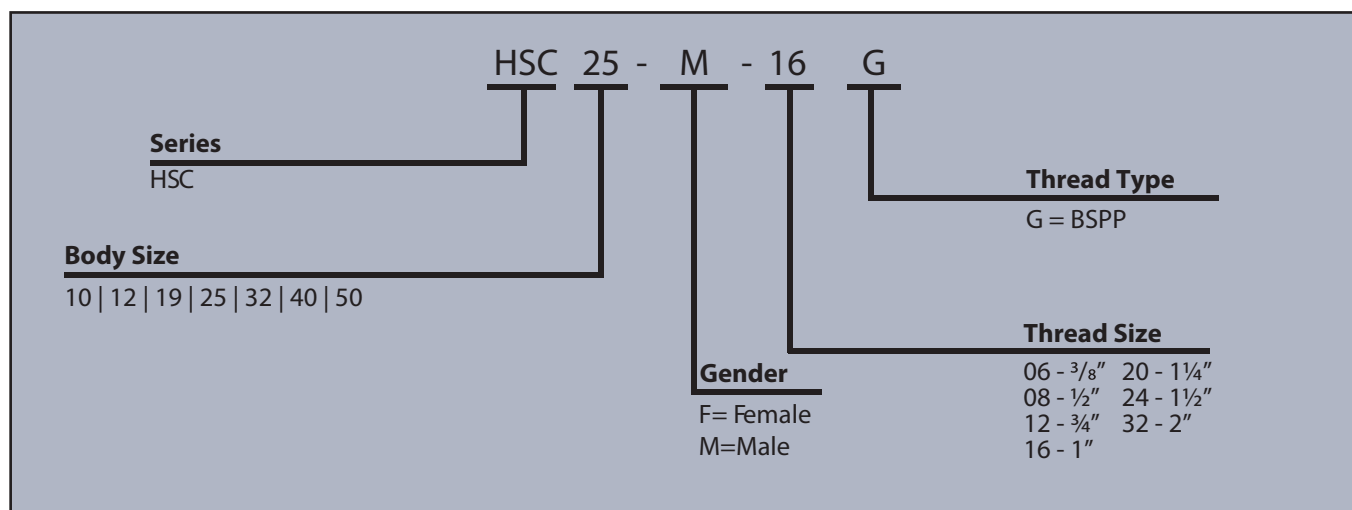 HSC 25 - M - 16 G
Series
HSC
Thread Type
G = BSPP
Body Size
10 | 12 | 19 | 25 | 32 | 40 | 50
Thread Size
06 - ³/₈” 20 - 1¼”
08 - ½” 24 - 1½”
12 - ¾” 32 - 2”
16 - 1”
Gender
F= Female
M=Male